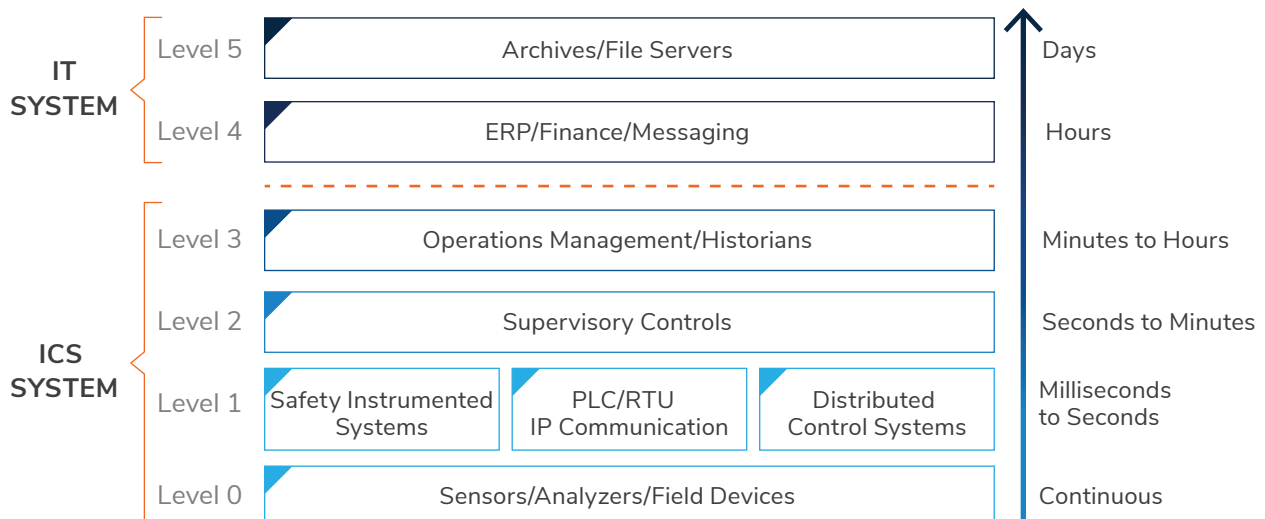 IT
SYSTEM
Level 5
Archives/File Servers
Days
Level 4
ERP/Finance/Messaging
Hours
ICS
SYSTEM
Level 3
Operations Management/Historians
Minutes to Hours
Level 2
Supervisory Controls
Seconds to Minutes
Level 1
Safety Instrumented
Systems
PLC/RTU
IP Communication
Distributed
Control Systems
Milliseconds
to Seconds
Level 0
Sensors/Analyzers/Field Devices
Continuous